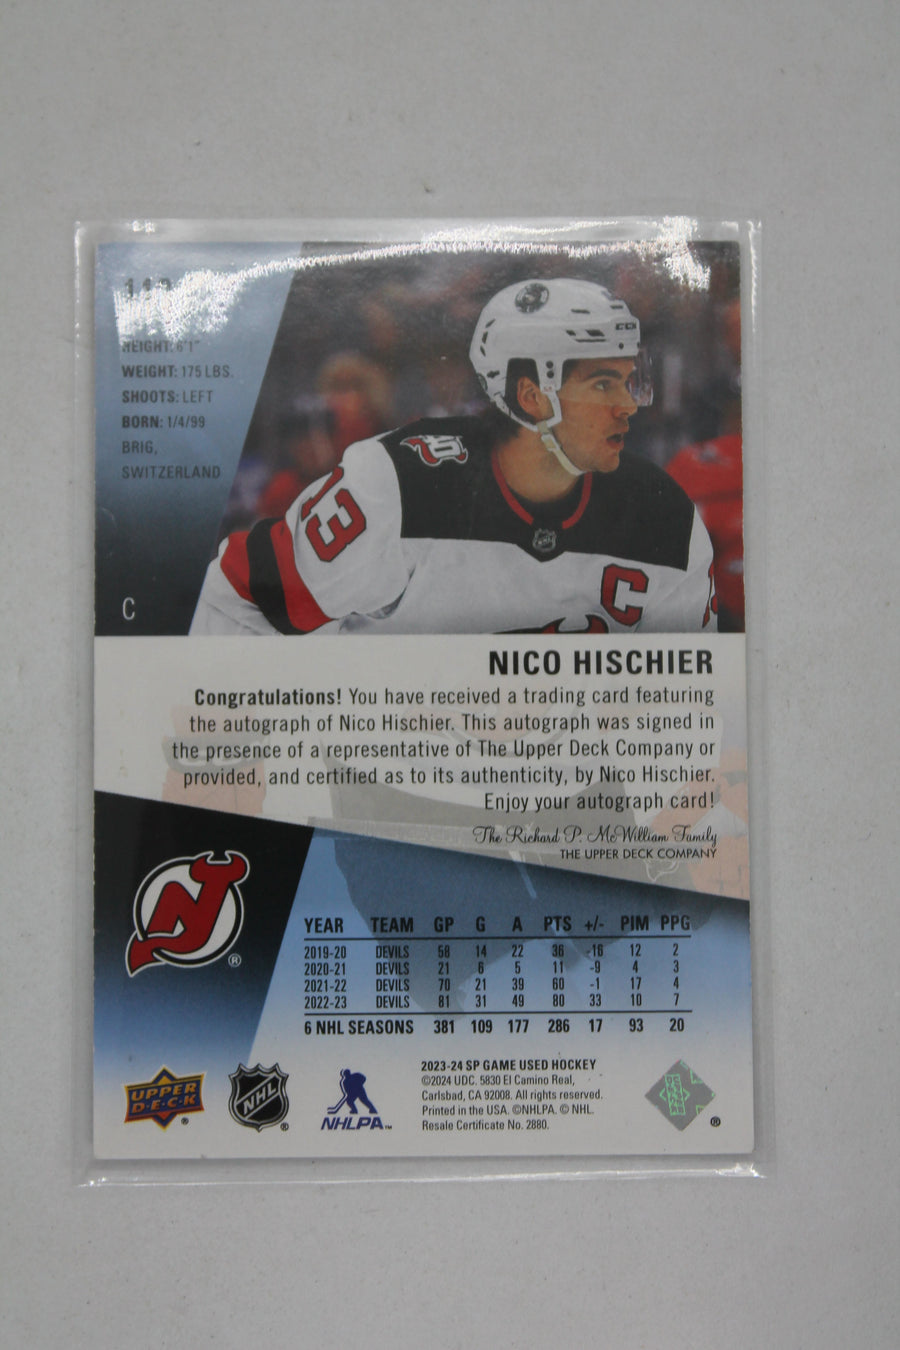 HEIGHT: 6'1"
WEIGHT: 175 LBS.
SHOOTS: LEFT
BORN: 1/4/99
BRIG,
SWITZERLAND
C
CCM
13
C
NHL
NICO HISCHIER
Congratulations! You have received a trading card featuring
the autograph of Nico Hischier. This autograph was signed in
the presence of a representative of The Upper Deck Company or
provided, and certified as to its authenticity, by Nico Hischier.
Enjoy your autograph card!
The Richard P. McWilliam Family
THE UPPER DECK COMPANY
YEAR TEAM GP G A PTS +/- PIM PPG
2019-20 DEVILS 58 14 22 36 -16 12 2
2020-21 DEVILS 21 6 5 11 -9 4 3
2021-22 DEVILS 70 21 39 60 -1 17 4
2022-23 DEVILS 81 31 49 80 33 10 7
6 NHL SEASONS 381 109 177 286 17 93 20
®
UPPER
D·E·C·K
®
NHL
®
NHLPA™
2023-24 SP GAME USED HOCKEY
©2024 UDC. 5830 El Camino Real,
Carlsbad, CA 92008. All rights reserved.
Printed in the USA. ©NHLPA. © NHL.
Resale Certificate No. 2880.
®